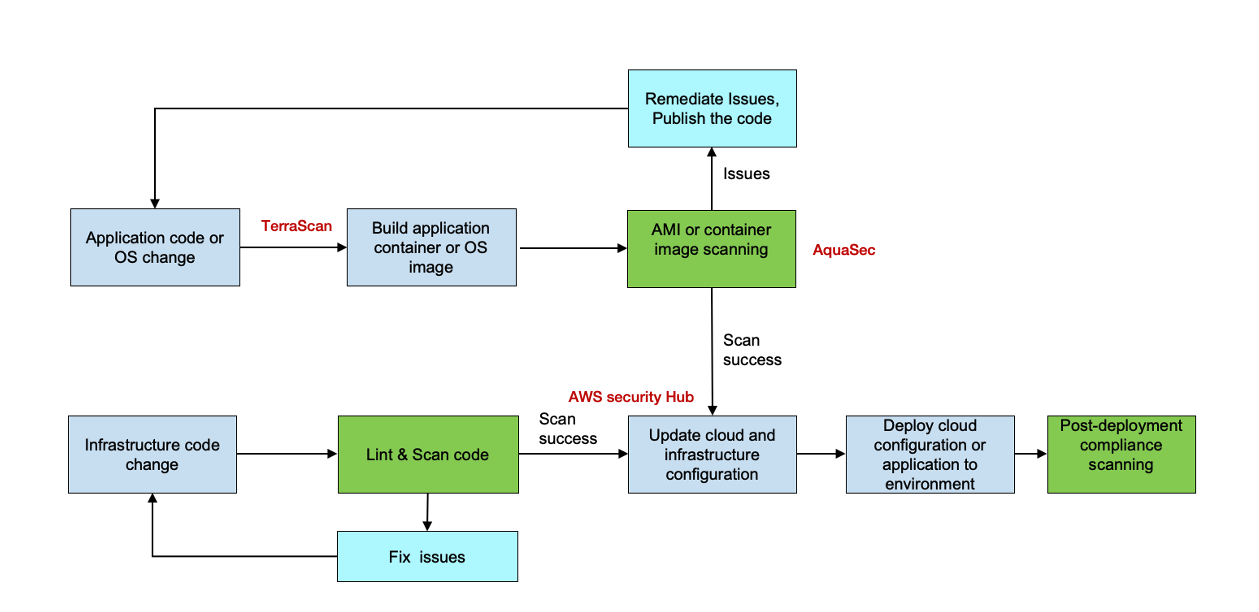 Remediate Issues,
Publish the code
Issues
Application code or
OS change
TerraScan
Build application
container or OS
image
AMI or container
image scanning
AquaSec
Scan
success
AWS security Hub
Infrastructure code
change
Lint & Scan code
Scan
success
Update cloud and
infrastructure
configuration
Deploy cloud
configuration or
application to
environment
Post-deployment
compliance
scanning
Fix issues